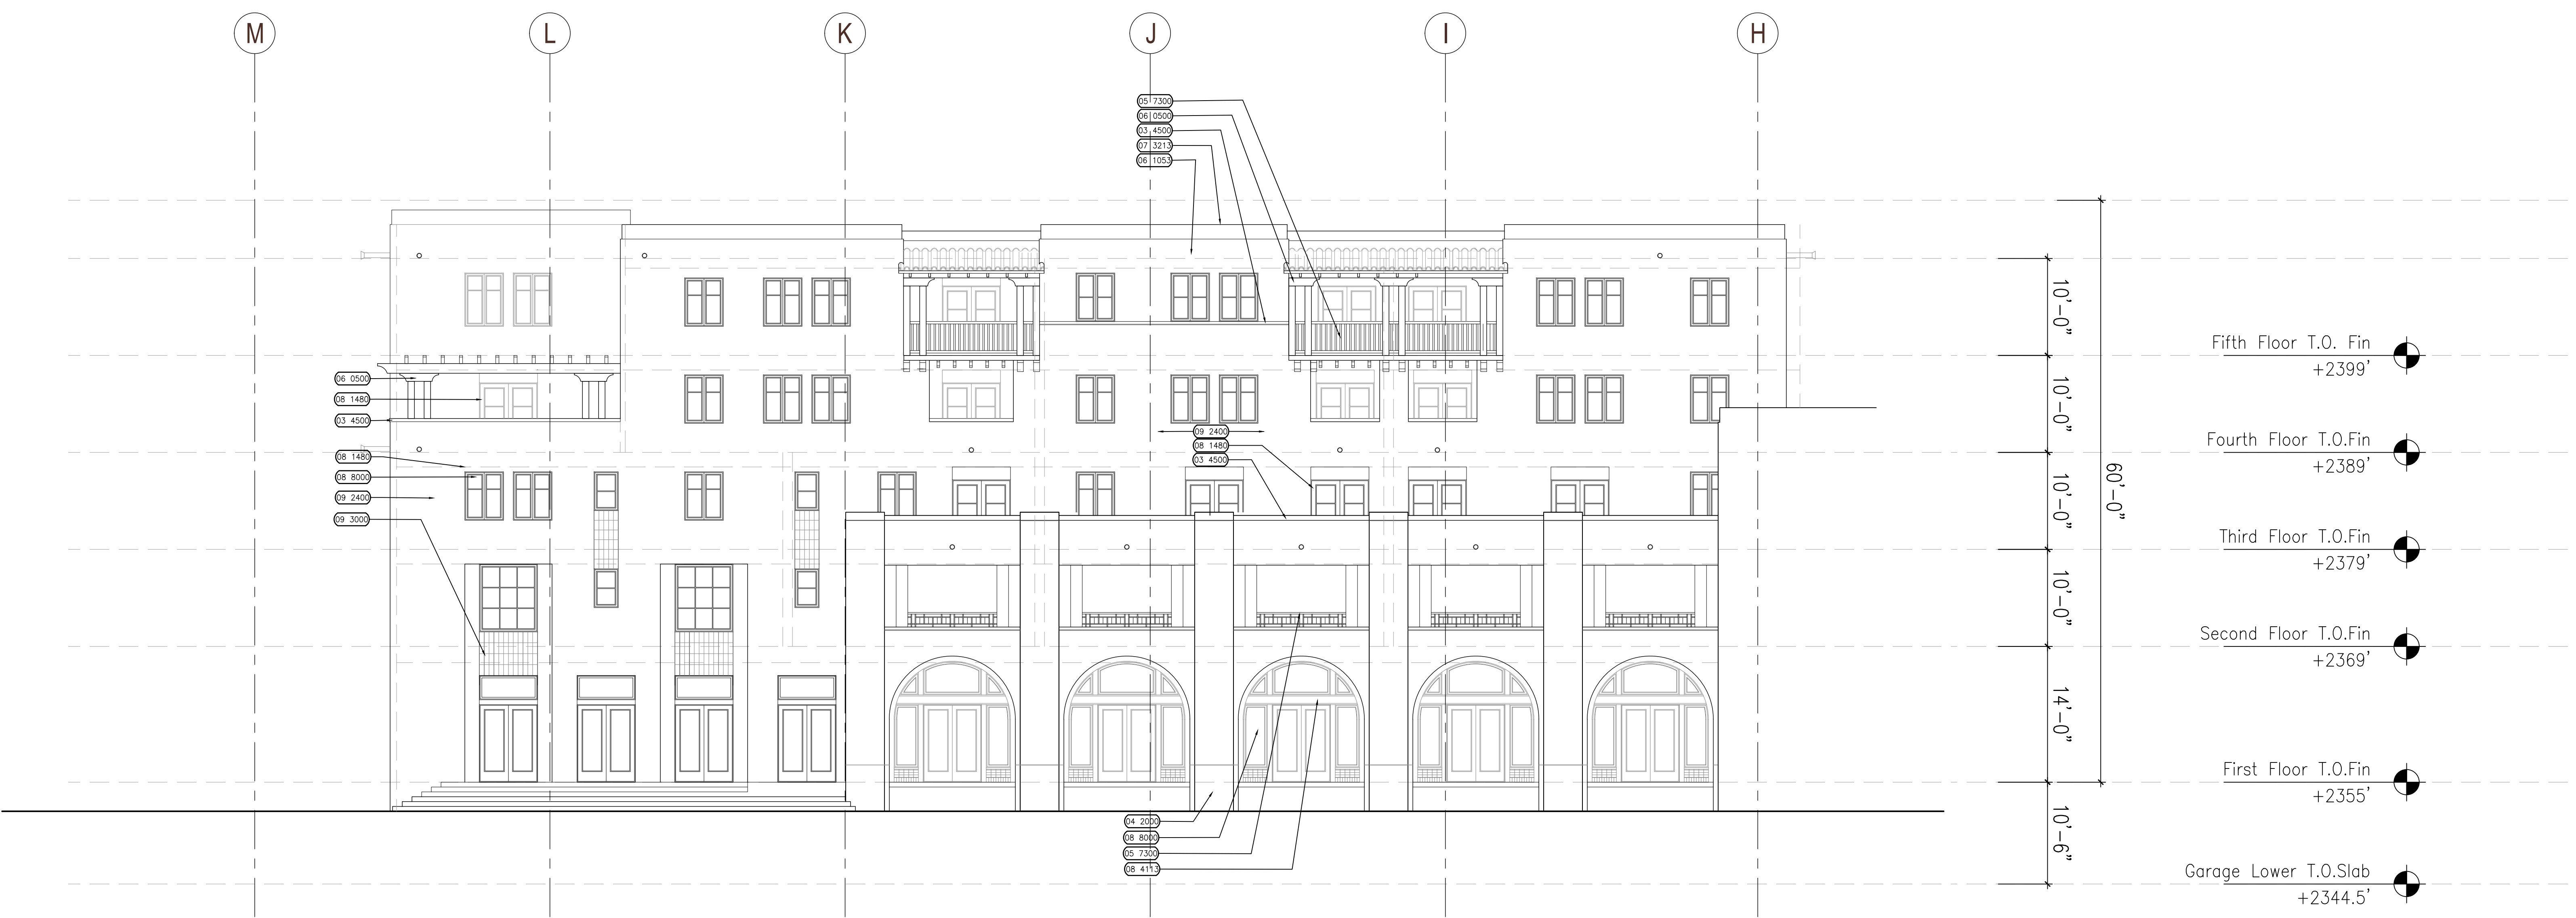 M
L
K
J
I
H
05 7300
06 0500
03 4500
07 3213
06 1053
06 0500
08 1480
03 4500
08 1480
08 8000
09 2400
09 3000
09 2400
08 1480
03 4500
04 2000
08 8000
05 7300
08 4113
10'-0"
10'-0"
10'-0"
10'-0"
14'-0"
10'-6"
60'-0"
Fifth Floor T.O. Fin
+2399'
Fourth Floor T.O.Fin
+2389'
Third Floor T.O.Fin
+2379'
Second Floor T.O.Fin
+2369'
First Floor T.O.Fin
+2355'
Garage Lower T.O.Slab
+2344.5'